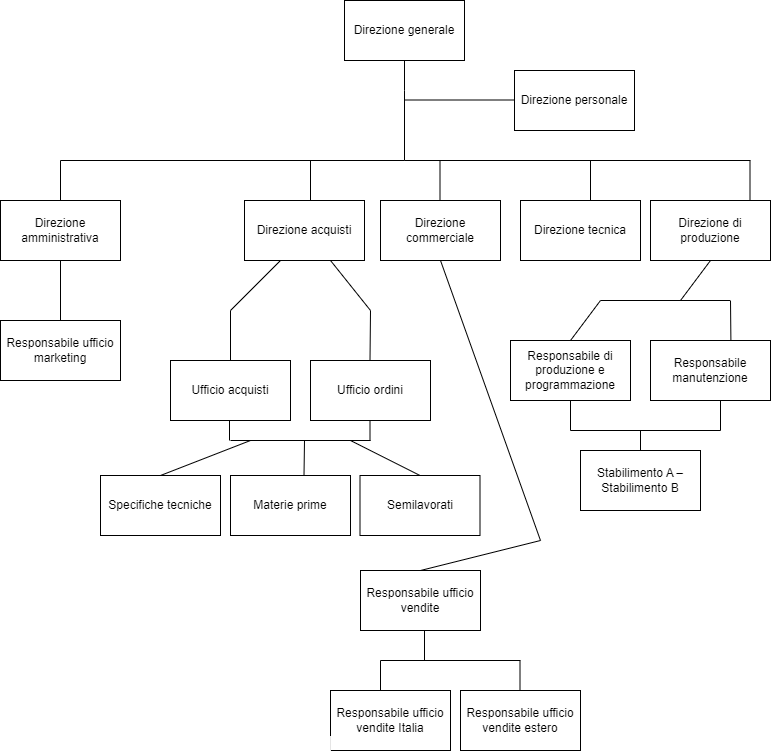 Direzione generale
Direzione personale
Direzione
amministrativa
Direzione acquisti
Direzione
commerciale
Direzione tecnica
Direzione di
produzione
Responsabile ufficio
marketing
Responsabile di
produzione e
programmazione
Responsabile
manutenzione
Ufficio acquisti
Ufficio ordini
Stabilimento A –
Stabilimento B
Specifiche tecniche
Materie prime
Semilavorati
Responsabile ufficio
vendite
Responsabile ufficio
vendite Italia
Responsabile ufficio
vendite estero